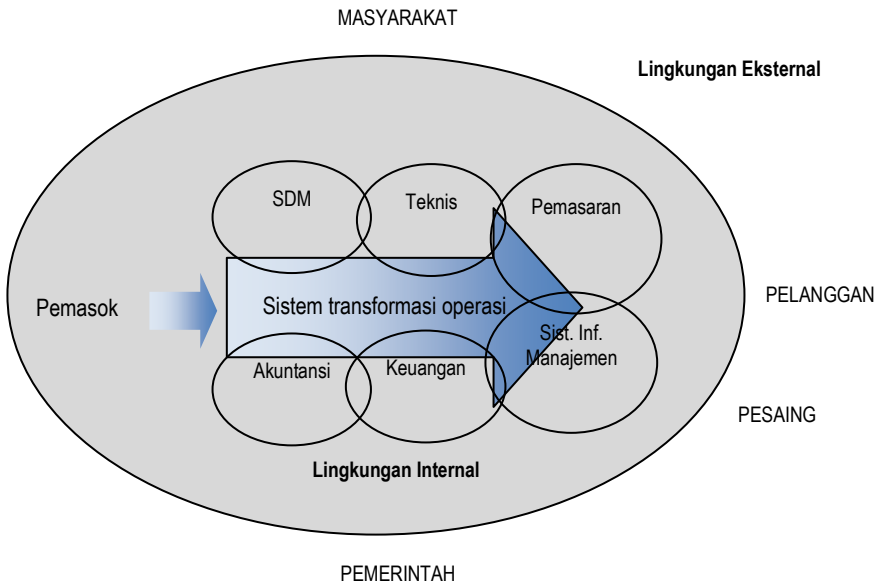 MASYARAKAT
Lingkungan Eksternal
SDM
Teknis
Pemasaran
Pemasok
Sistem transformasi operasi
PELANGGAN
Sist. Inf.
Manajemen
Akuntansi
Keuangan
PESAING
Lingkungan Internal
PEMERINTAH